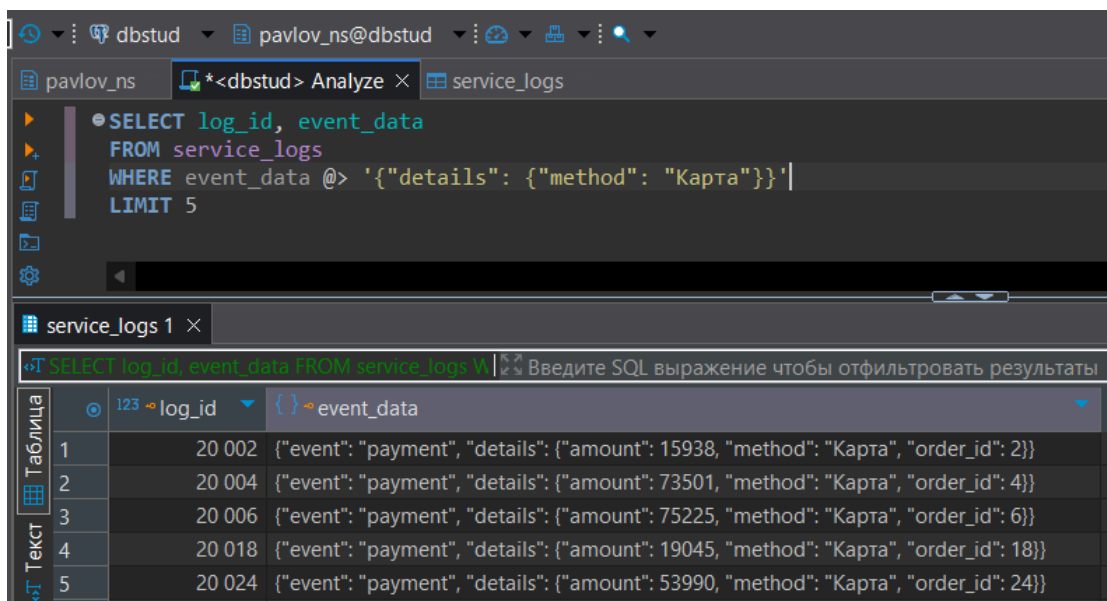 dbstud pavlov_ns@dbstud
pavlov_ns *<dbstud> Analyze × service_logs
SELECT log_id, event_data
FROM service_logs
WHERE event_data @> '{"details": {"method": "Карта"}}'
LIMIT 5
service_logs 1 ×
SELECT log_id, event_data FROM service_logs W Введите SQL выражение чтобы отфильтровать результаты
Таблица
Текст
123 log_id { } event_data
1 20 002 {"event": "payment", "details": {"amount": 15938, "method": "Карта", "order_id": 2}}
2 20 004 {"event": "payment", "details": {"amount": 73501, "method": "Карта", "order_id": 4}}
3 20 006 {"event": "payment", "details": {"amount": 75225, "method": "Карта", "order_id": 6}}
4 20 018 {"event": "payment", "details": {"amount": 19045, "method": "Карта", "order_id": 18}}
5 20 024 {"event": "payment", "details": {"amount": 53990, "method": "Карта", "order_id": 24}}